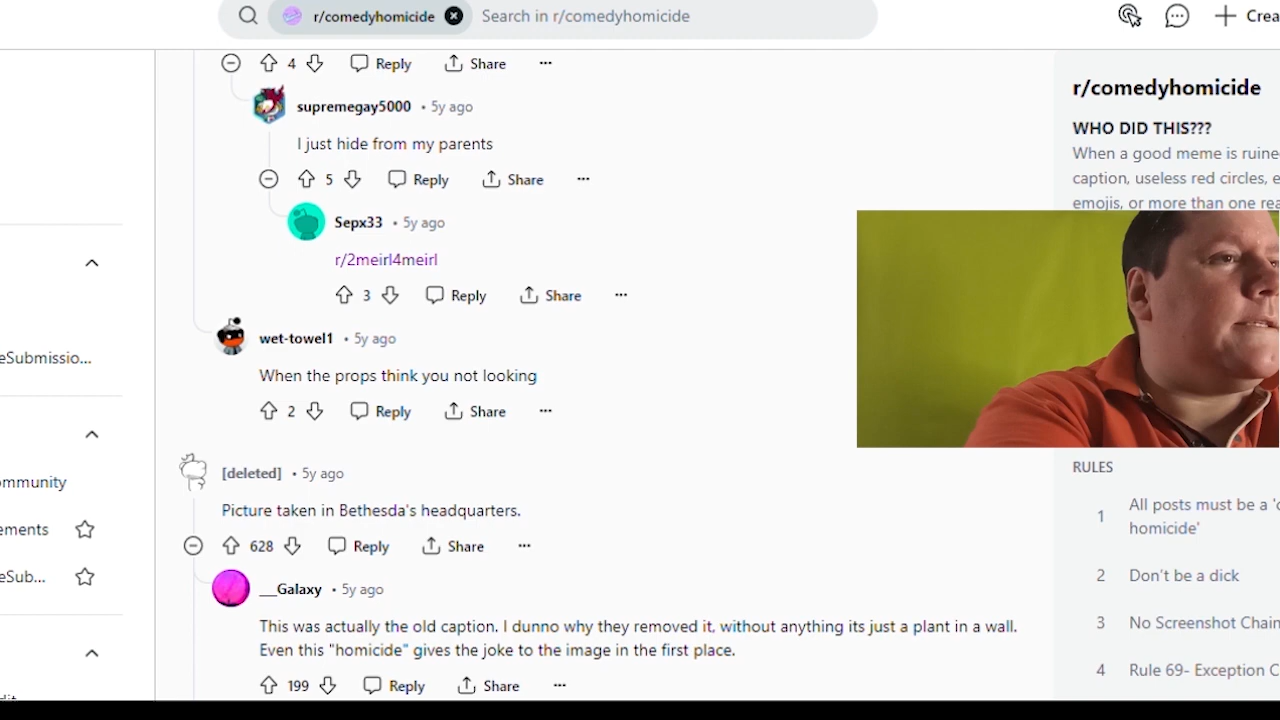 r/comedyhomicide Search in r/comedyhomicide
Crea
4 Reply Share
supremegay5000 • 5y ago
I just hide from my parents
5 Reply Share
Sepx33 • 5y ago
r/2meirl4meirl
3 Reply Share
wet-towel1 • 5y ago
When the props think you not looking
2 Reply Share
[deleted] • 5y ago
Picture taken in Bethesda's headquarters.
628 Reply Share
__Galaxy • 5y ago
This was actually the old caption. I dunno why they removed it, without anything its just a plant in a wall.
Even this "homicide" gives the joke to the image in the first place.
199 Reply Share
eSubmissio...
ommunity
ements
eSub...
r/comedyhomicide
WHO DID THIS???
When a good meme is ruine
caption, useless red circles, e
emojis, or more than one rea
RULES
1 All posts must be a 'c
homicide'
2 Don't be a dick
3 No Screenshot Chain
4 Rule 69- Exception C